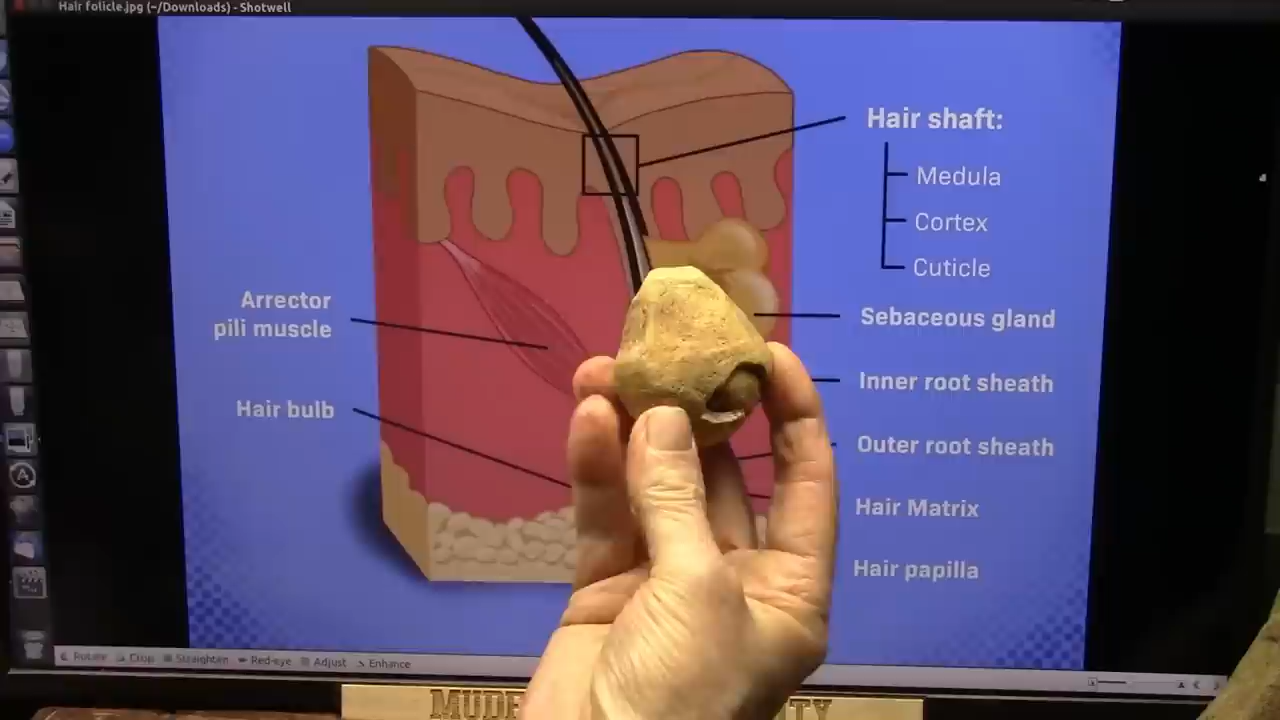 Hair folicle.jpg (~/Downloads) - Shotwell
Hair shaft:
Medula
Cortex
Cuticle
Arrector
pili muscle
Sebaceous gland
Inner root sheath
Hair bulb
Outer root sheath
Hair Matrix
Hair papilla
Rotate Crop Straighten Red-eye Adjust Enhance